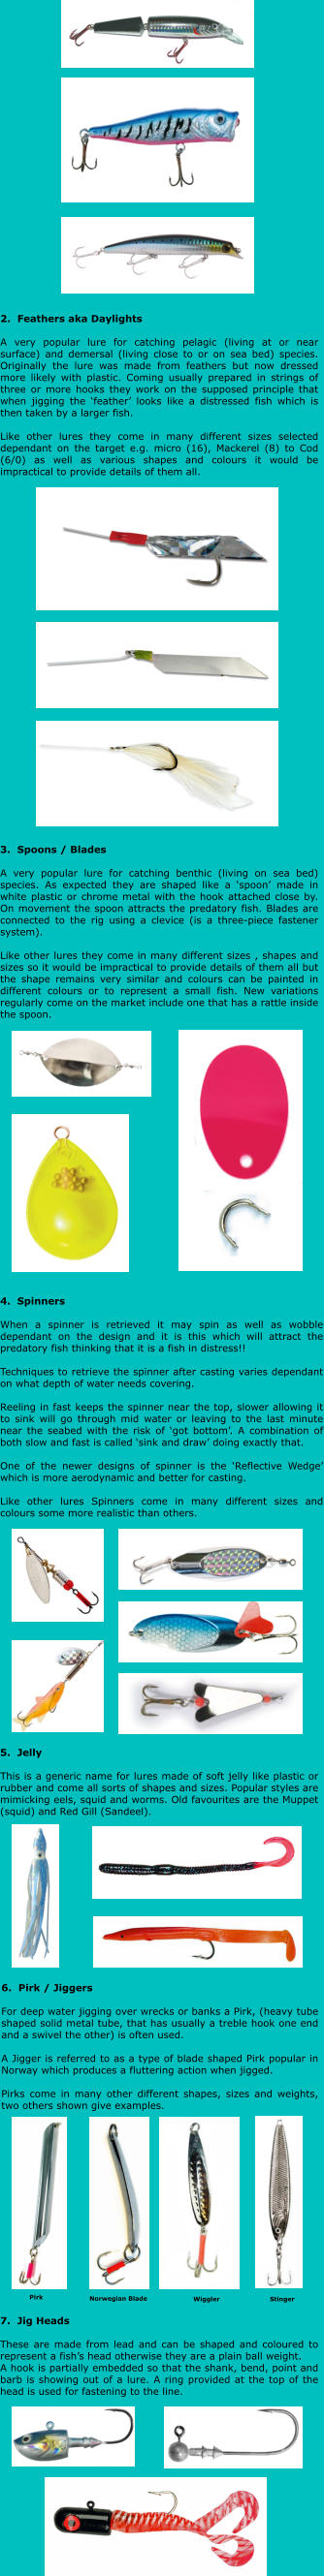 2. Feathers aka Daylights
A very popular lure for catching pelagic (living at or near
surface) and demersal (living close to or on sea bed) species.
Originally the lure was made from feathers but now dressed
more likely with plastic. Coming usually prepared in strings of
three or more hooks they work on the supposed principle that
when jigging the ‘feather’ looks like a distressed fish which is
then taken by a larger fish.
Like other lures they come in many different sizes selected
dependant on the target e.g. micro (16), Mackerel (8) to Cod
(6/0) as well as various shapes and colours it would be
impractical to provide details of them all.
3. Spoons / Blades
A very popular lure for catching benthic (living on sea bed)
species. As expected they are shaped like a ‘spoon’ made in
white plastic or chrome metal with the hook attached close by.
On movement the spoon attracts the predatory fish. Blades are
connected to the rig using a clevice (is a three-piece fastener
system).
Like other lures they come in many different sizes , shapes and
sizes so it would be impractical to provide details of them all but
the shape remains very similar and colours can be painted in
different colours or to represent a small fish. New variations
regularly come on the market include one that has a rattle inside
the spoon.
4. Spinners
When a spinner is retrieved it may spin as well as wobble
dependant on the design and it is this which will attract the
predatory fish thinking that it is a fish in distress!!
Techniques to retrieve the spinner after casting varies dependant
on what depth of water needs covering.
Reeling in fast keeps the spinner near the top, slower allowing it
to sink will go through mid water or leaving to the last minute
near the seabed with the risk of ‘got bottom’. A combination of
both slow and fast is called ‘sink and draw’ doing exactly that.
One of the newer designs of spinner is the ‘Reflective Wedge’
which is more aerodynamic and better for casting.
Like other lures Spinners come in many different sizes and
colours some more realistic than others.
5. Jelly
This is a generic name for lures made of soft jelly like plastic or
rubber and come all sorts of shapes and sizes. Popular styles are
mimicking eels, squid and worms. Old favourites are the Muppet
(squid) and Red Gill (Sandeel).
6. Pirk / Jiggers
For deep water jigging over wrecks or banks a Pirk, (heavy tube
shaped solid metal tube, that has usually a treble hook one end
and a swivel the other) is often used.
A Jigger is referred to as a type of blade shaped Pirk popular in
Norway which produces a fluttering action when jigged.
Pirks come in many other different shapes, sizes and weights,
two others shown give examples.
Pirk Norwegian Blade Wiggler Stinger
7. Jig Heads
These are made from lead and can be shaped and coloured to
represent a fish’s head otherwise they are a plain ball weight.
A hook is partially embedded so that the shank, bend, point and
barb is showing out of a lure. A ring provided at the top of the
head is used for fastening to the line.